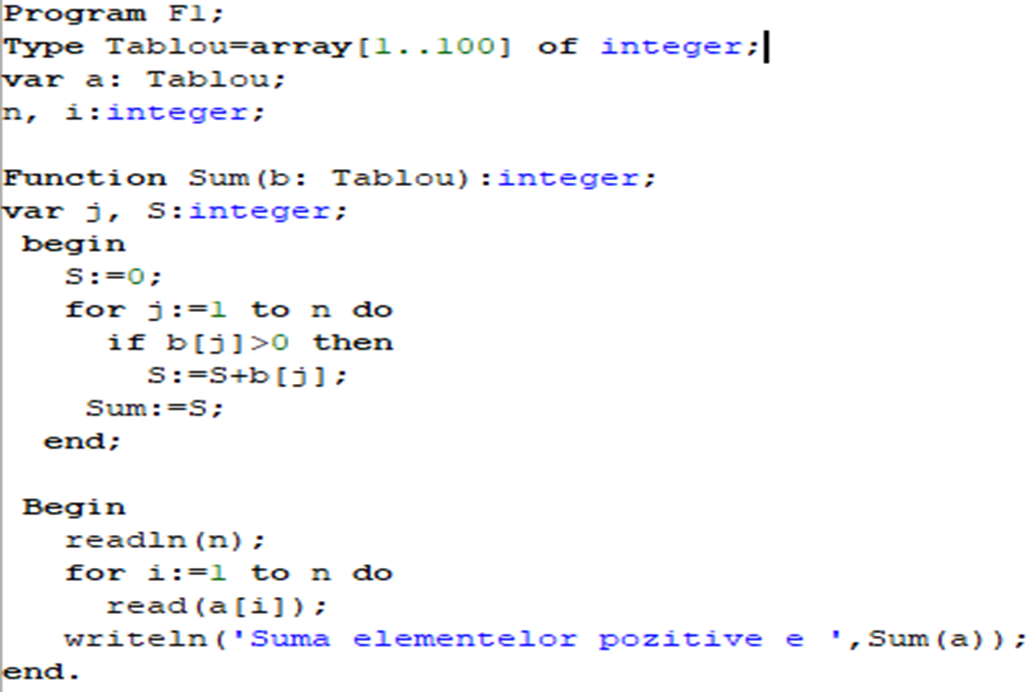 Program F1;
Type Tablou=array[1..100] of integer;
var a: Tablou;
n, i:integer;
Function Sum(b: Tablou):integer;
var j, S:integer;
begin
S:=0;
for j:=1 to n do
if b[j]>0 then
S:=S+b[j];
Sum:=S;
end;
Begin
readln(n);
for i:=1 to n do
read(a[i]);
writeln('Suma elementelor pozitive e ',Sum(a));
end.